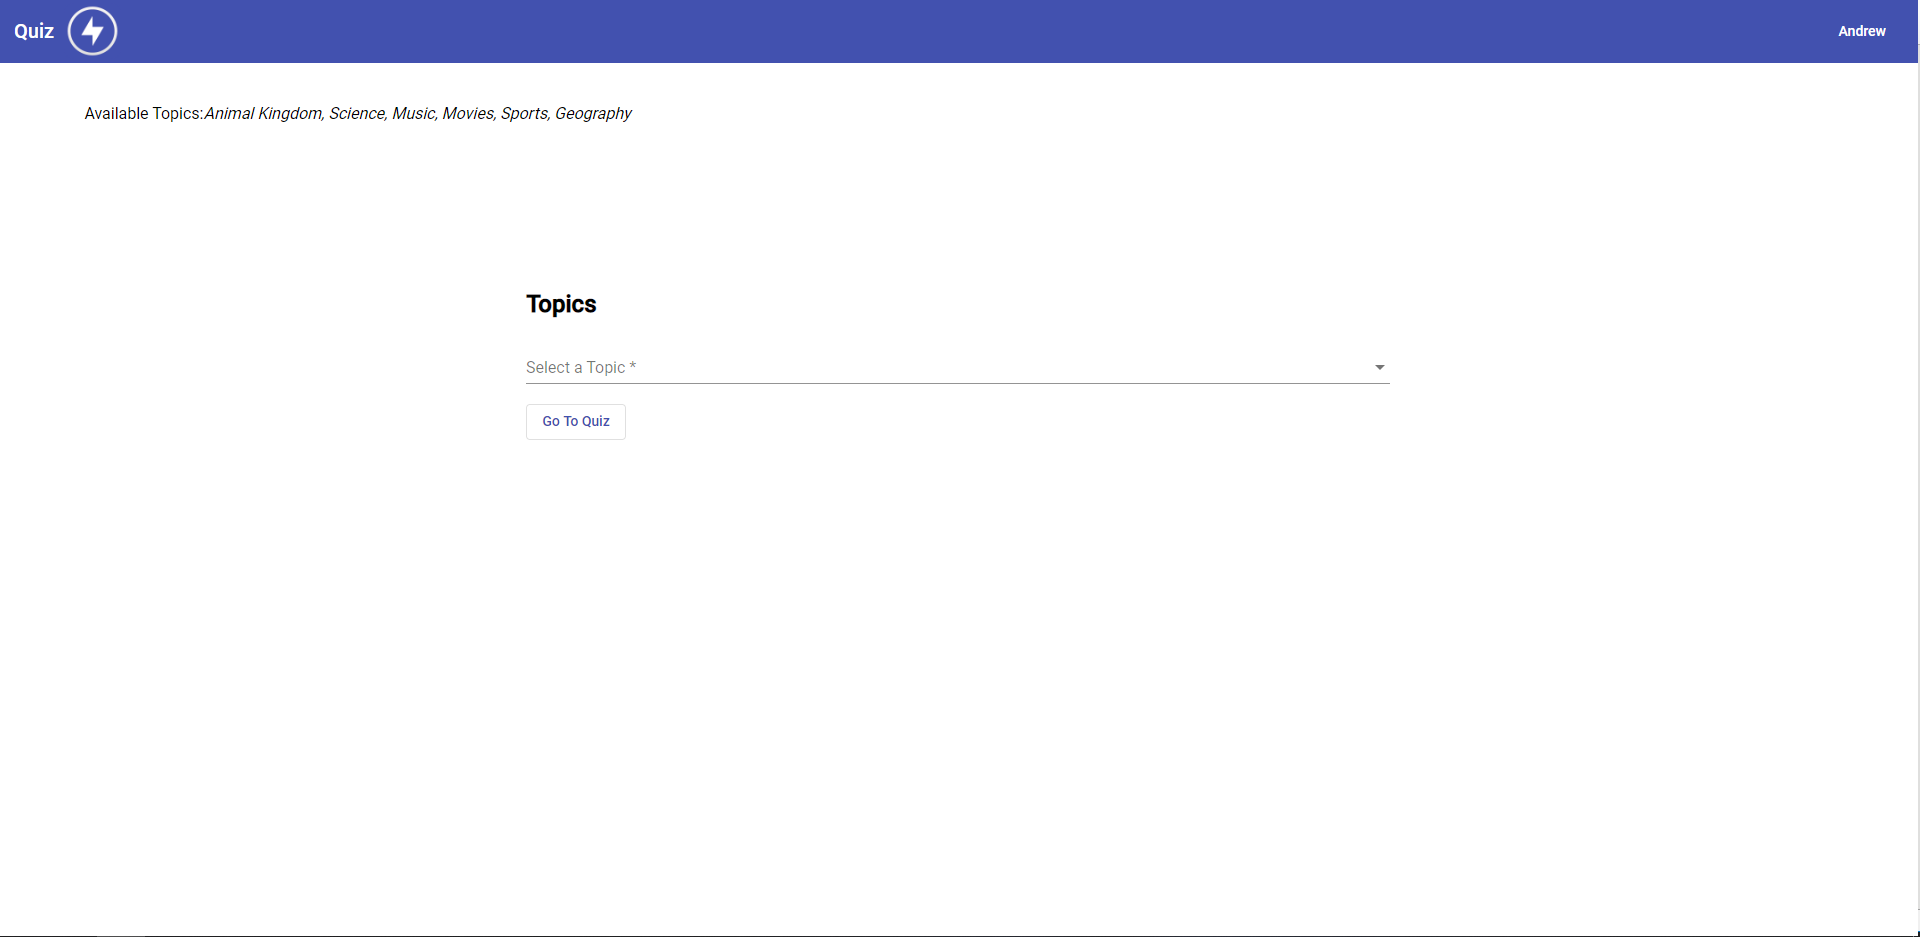 Quiz
Andrew
Available Topics:Animal Kingdom, Science, Music, Movies, Sports, Geography
Topics
Select a Topic *
Go To Quiz